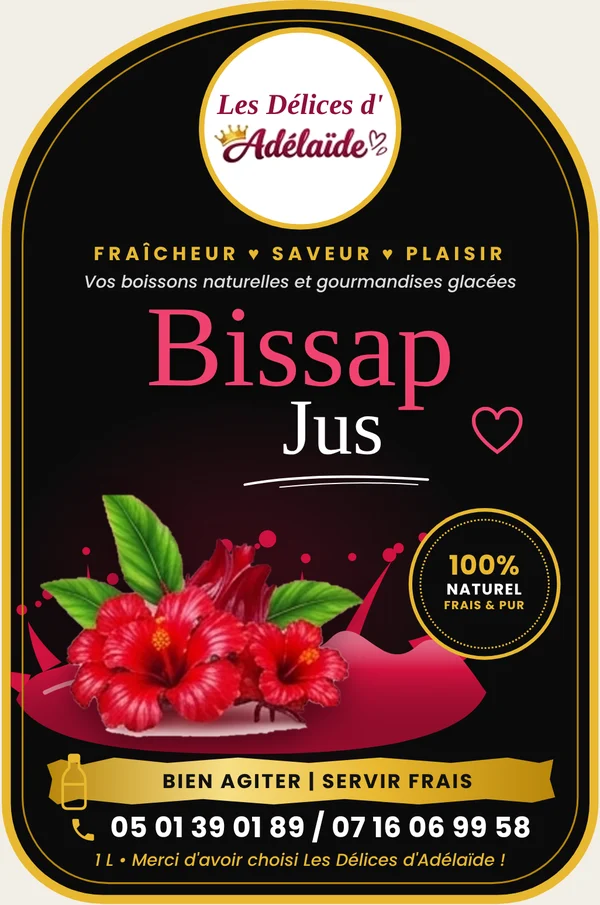 Les Délices d'
Adélaïde
FRAÎCHEUR ♥ SAVEUR ♥ PLAISIR
Vos boissons naturelles et gourmandises glacées
Bissap
Jus
100%
NATUREL
FRAIS & PUR
BIEN AGITER | SERVIR FRAIS
05 01 39 01 89 / 07 16 06 99 58
1 L • Merci d'avoir choisi Les Délices d'Adélaïde !